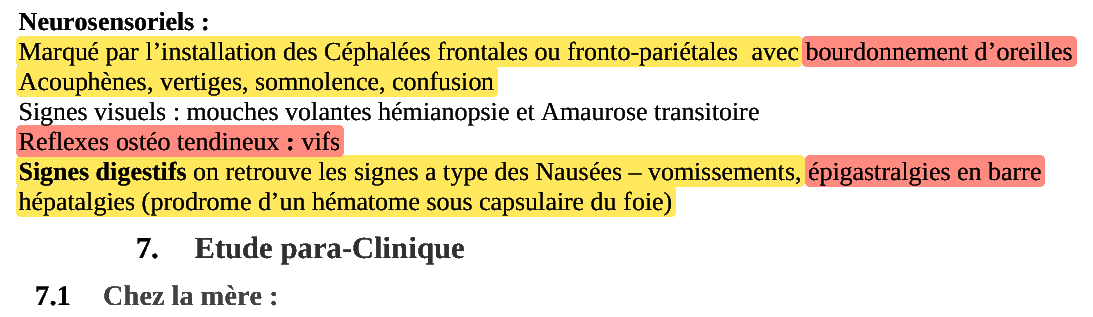 Neurosensoriels :
Marqué par l’installation des Céphalées frontales ou fronto-pariétales avec bourdonnement d’oreilles
Acouphènes, vertiges, somnolence, confusion
Signes visuels : mouches volantes hémianopsie et Amaurose transitoire
Reflexes ostéo tendineux : vifs
Signes digestifs on retrouve les signes a type des Nausées – vomissements, épigastralgies en barre
hépatalgies (prodrome d’un hématome sous capsulaire du foie)
7. Etude para-Clinique
7.1 Chez la mère :